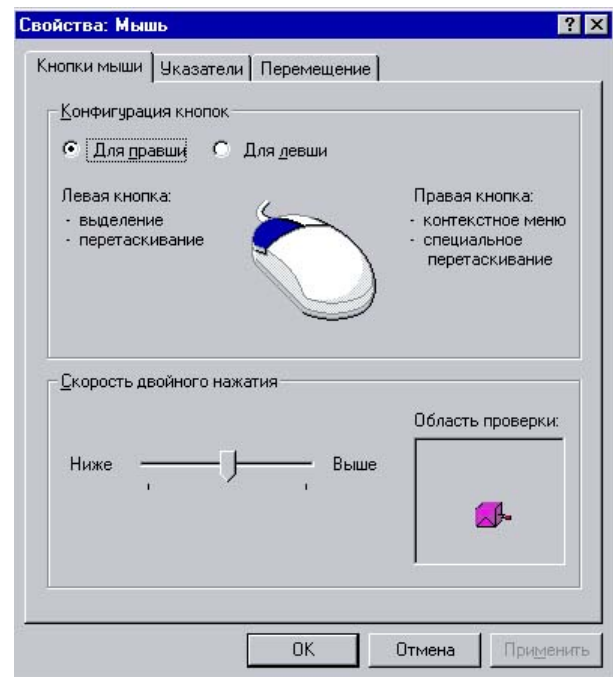 Свойства: Мышь
Кнопки мыши Указатели Перемещение
Конфигурация кнопок
Для правши Для левши
Левая кнопка:
- выделение
- перетаскивание
Правая кнопка:
- контекстное меню
- специальное
перетаскивание
Скорость двойного нажатия
Область проверки:
Ниже Выше
OK Отмена Применить